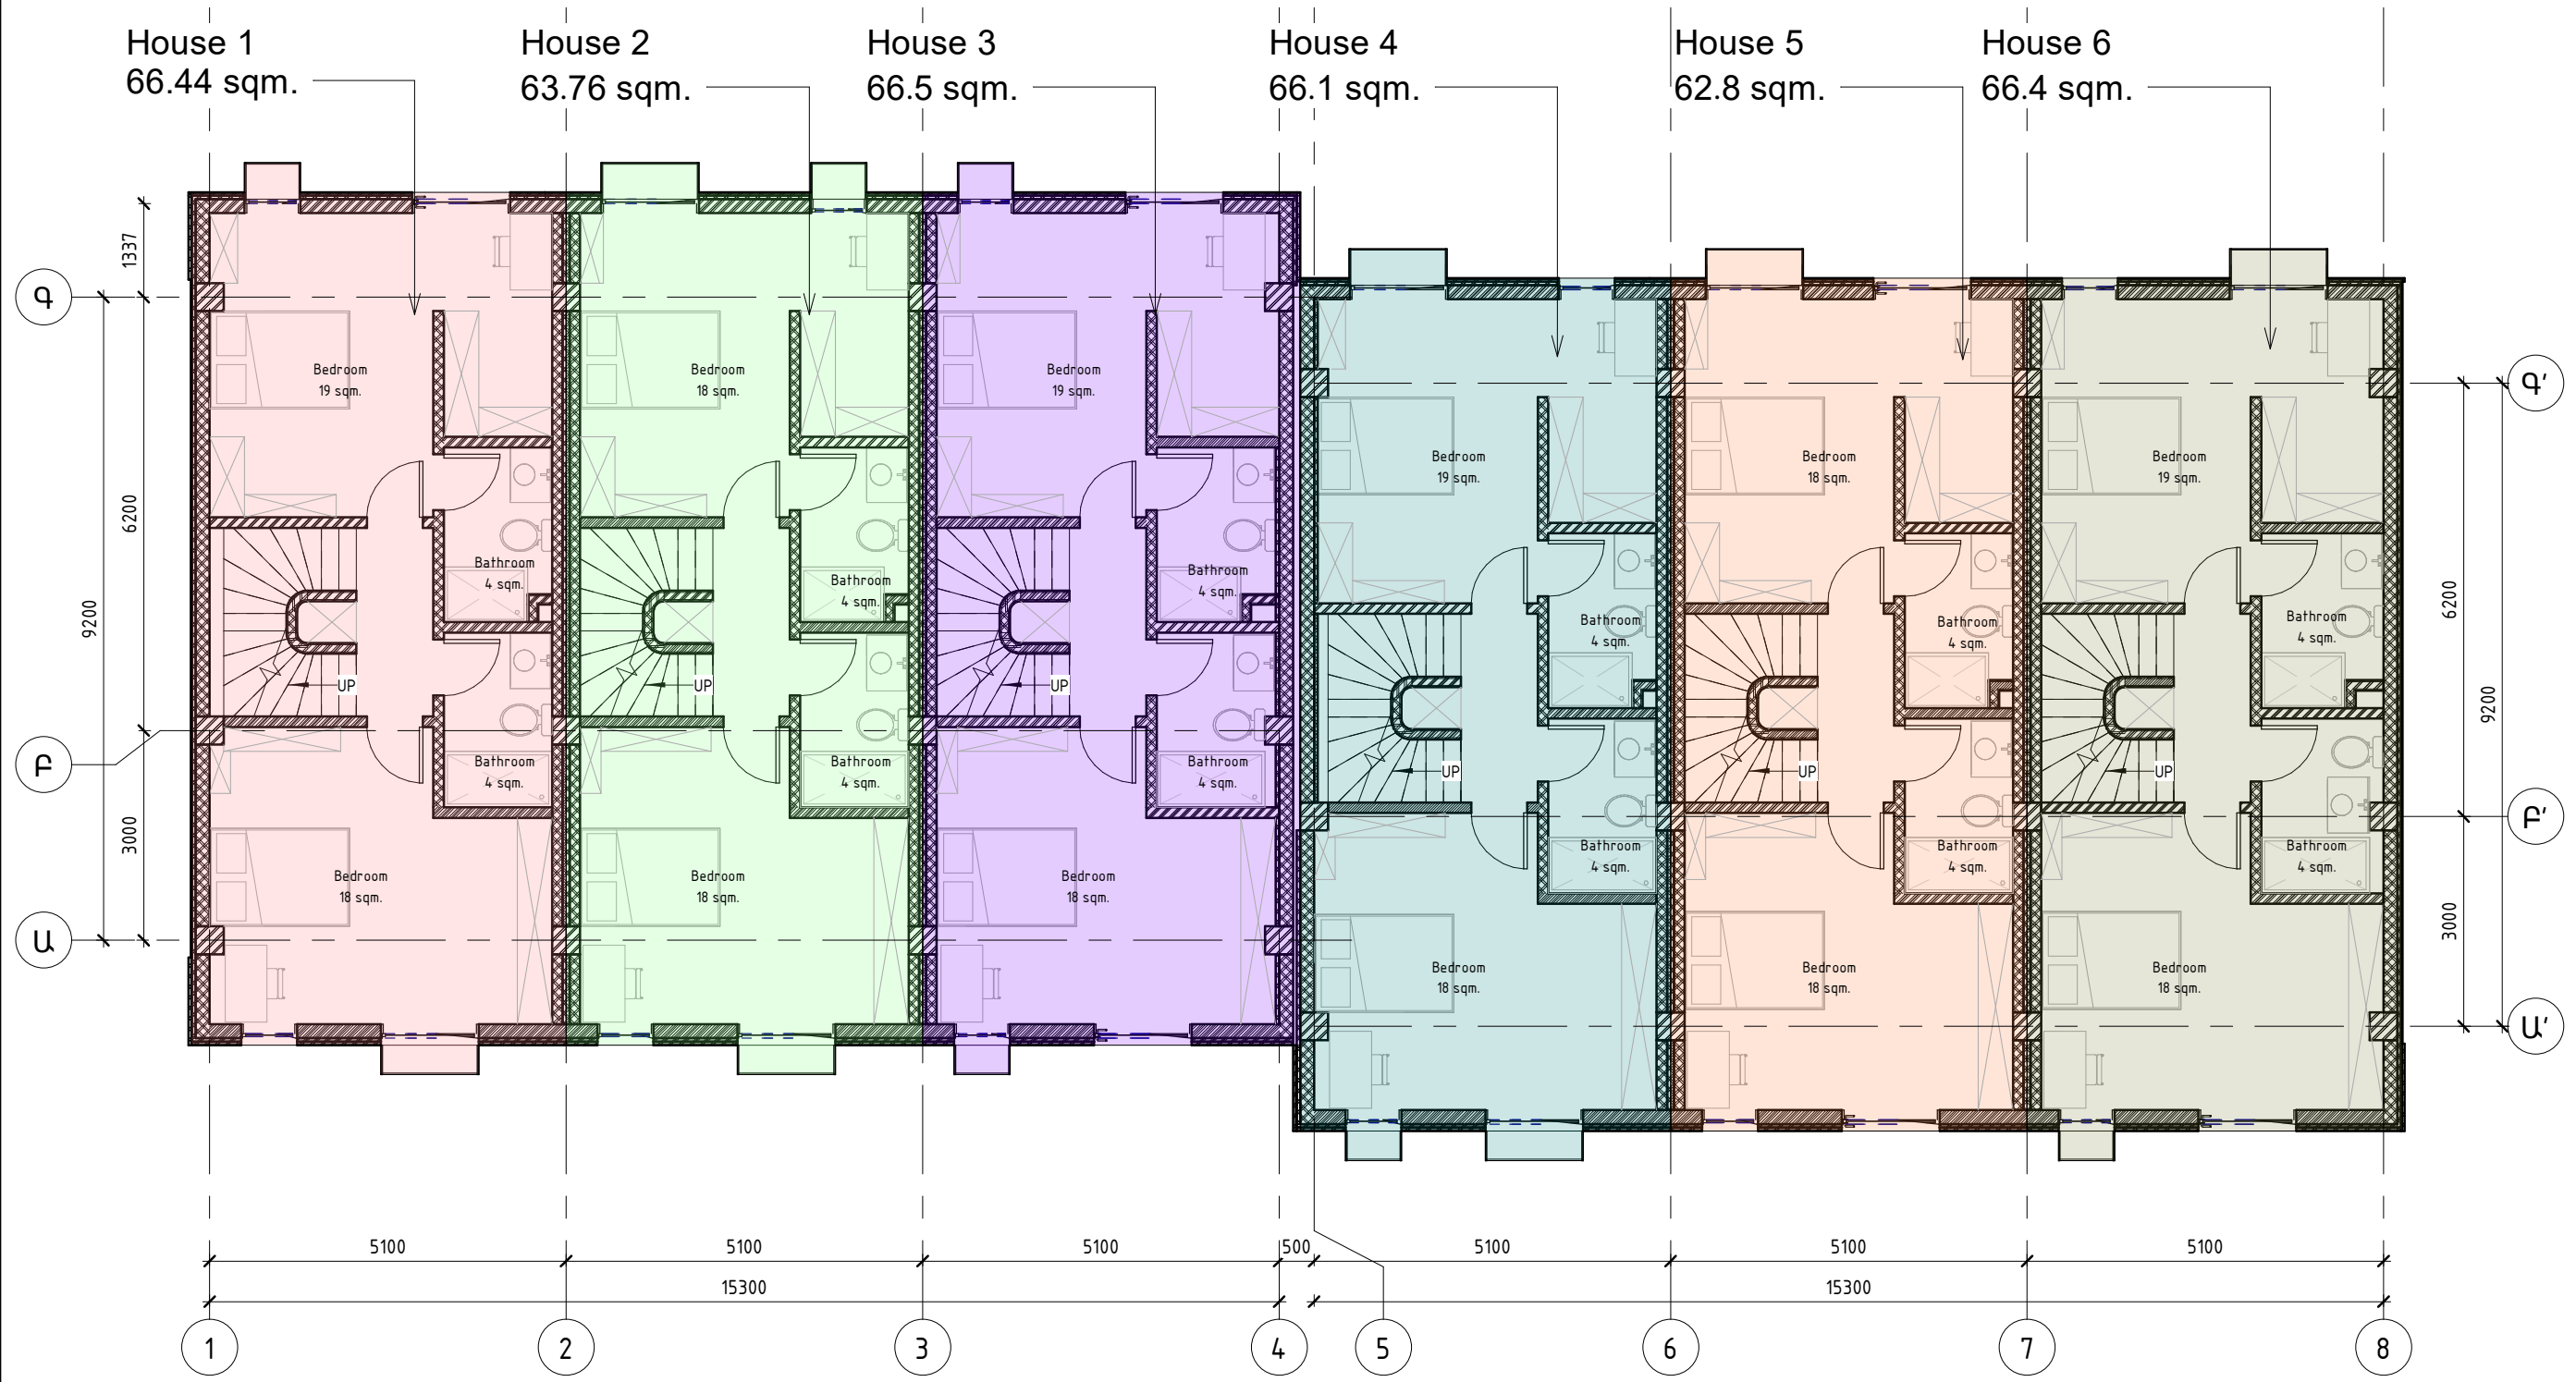 House 1
66.44 sqm.
House 2
63.76 sqm.
House 3
66.5 sqm.
House 4
66.1 sqm.
House 5
62.8 sqm.
House 6
66.4 sqm.
1337
6200
9200
3000
Գ
Բ
Ա
Bedroom
19 sqm.
Bathroom
4 sqm.
UP
Bathroom
4 sqm.
Bedroom
18 sqm.
Bedroom
18 sqm.
Bathroom
4 sqm.
UP
Bathroom
4 sqm.
Bedroom
18 sqm.
Bedroom
19 sqm.
Bathroom
4 sqm.
UP
Bathroom
4 sqm.
Bedroom
18 sqm.
Bedroom
19 sqm.
Bathroom
4 sqm.
UP
Bathroom
4 sqm.
Bedroom
18 sqm.
Bedroom
18 sqm.
Bathroom
4 sqm.
UP
Bathroom
4 sqm.
Bedroom
18 sqm.
Bedroom
19 sqm.
Bathroom
4 sqm.
UP
Bathroom
4 sqm.
Bedroom
18 sqm.
Գ'
Բ'
Ա'
6200
9200
3000
5100
5100
5100
500
5100
5100
5100
15300
15300
1
2
3
4
5
6
7
8